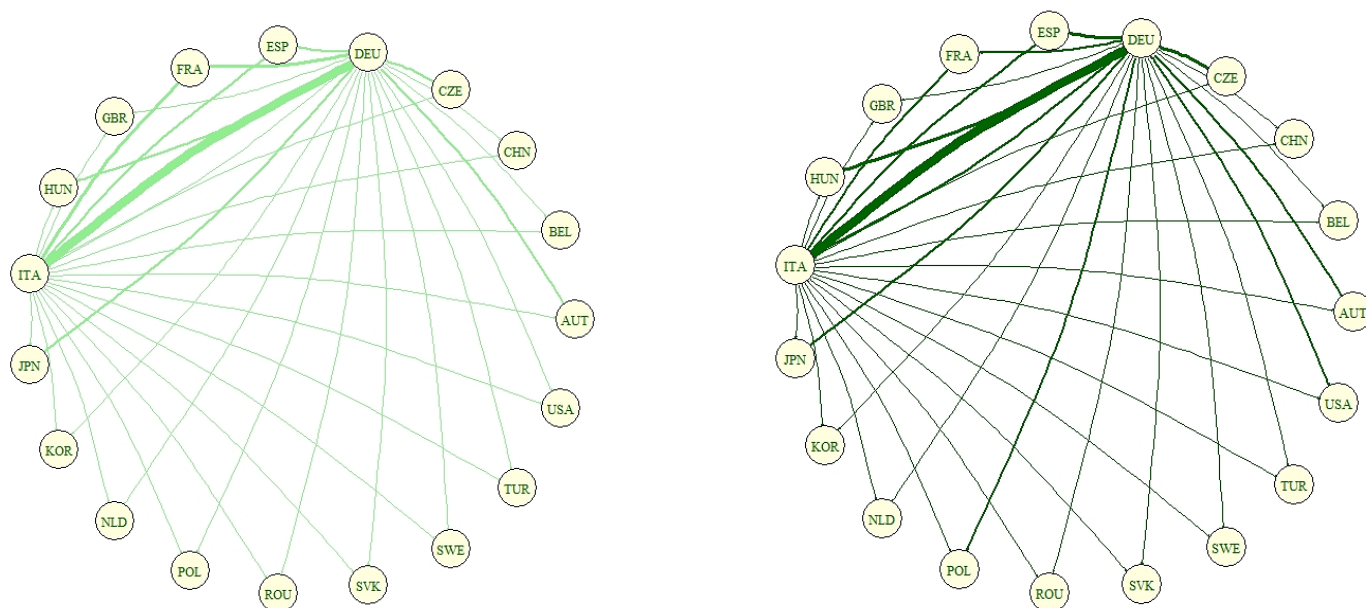 ESP
DEU
FRA
CZE
GBR
CHN
HUN
BEL
ITA
AUT
JPN
USA
KOR
TUR
NLD
SWE
POL
SVK
ROU
ESP
DEU
FRA
CZE
GBR
CHN
HUN
BEL
ITA
AUT
JPN
USA
KOR
TUR
NLD
SWE
POL
SVK
ROU